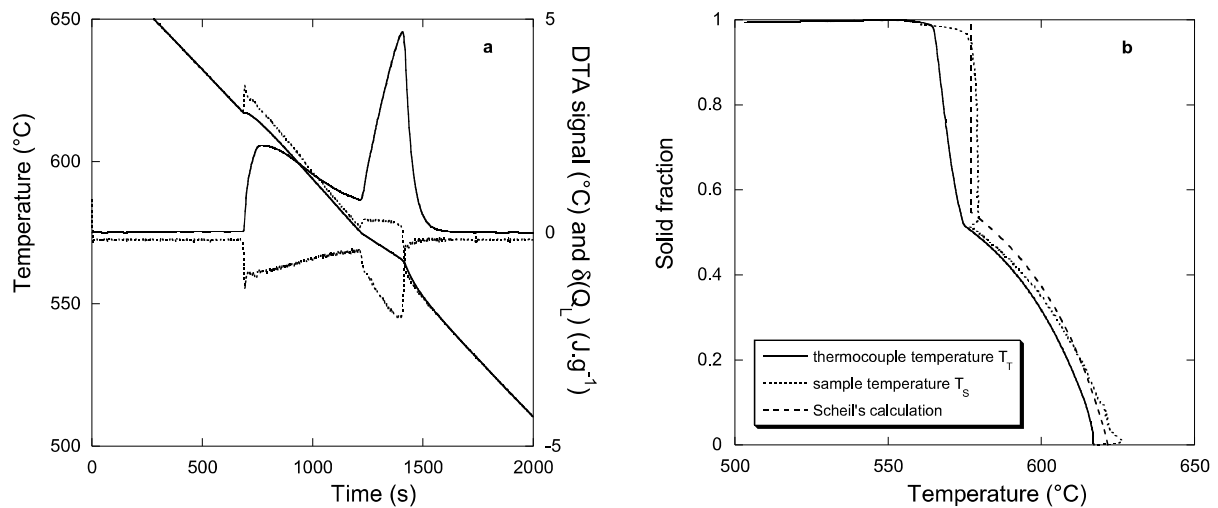 a
Temperature (°C)
650
600
550
500
0
500
1000
1500
2000
Time (s)
5
0
-5
DTA signal (°C) and δ(Q_L) (J.g⁻¹)
b
Solid fraction
1
0.8
0.6
0.4
0.2
0
500
550
600
650
Temperature (°C)
thermocouple temperature T_T
sample temperature T_S
Scheil's calculation